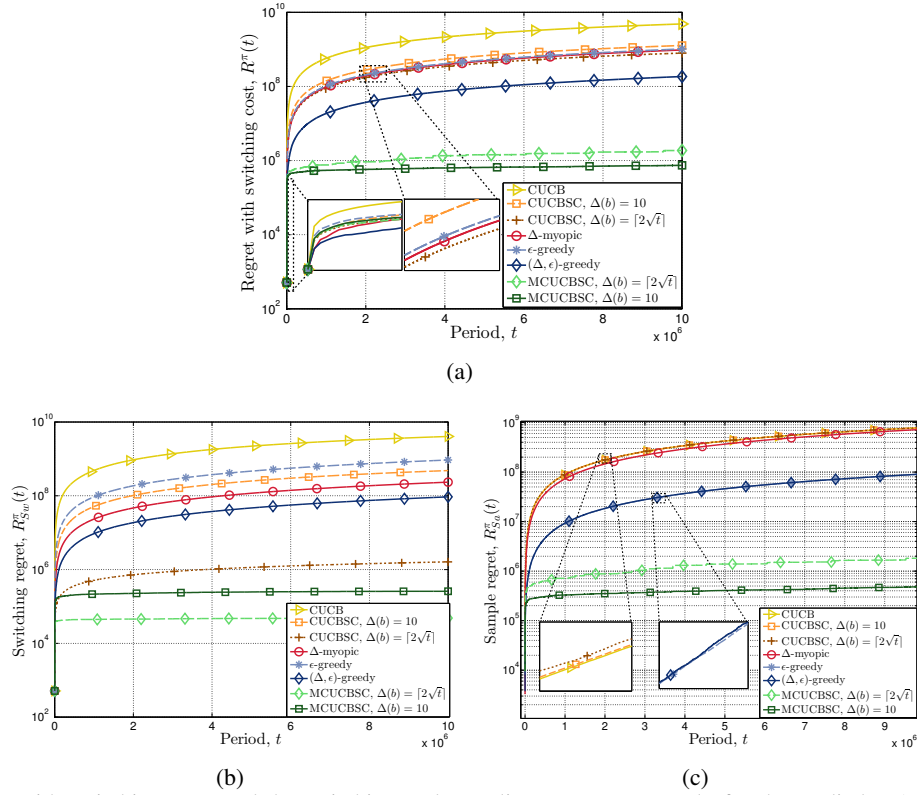 Regret with switching cost, $R^\pi(t)$
10^10
10^8
10^6
10^4
10^2
0
2
4
6
8
10
x 10^6
Period, $t$
CUCB
CUCBSC, Δ(b) = 10
CUCBSC, Δ(b) = ⌈2√t⌉
Δ-myopic
ϵ-greedy
(Δ, ϵ)-greedy
MCUCBSC, Δ(b) = ⌈2√t⌉
MCUCBSC, Δ(b) = 10
(a)
Switching regret, $R^\pi_{Sw}(t)$
10^10
10^8
10^6
10^4
10^2
0
2
4
6
8
10
x 10^6
Period, $t$
CUCB
CUCBSC, Δ(b) = 10
CUCBSC, Δ(b) = ⌈2√t⌉
Δ-myopic
ϵ-greedy
(Δ, ϵ)-greedy
MCUCBSC, Δ(b) = ⌈2√t⌉
MCUCBSC, Δ(b) = 10
(b)
Sample regret, $R^\pi_{Sa}(t)$
10^9
10^8
10^7
10^6
10^5
10^4
0
1
2
3
4
5
6
7
8
9
x 10^6
Period, $t$
CUCB
CUCBSC, Δ(b) = 10
CUCBSC, Δ(b) = ⌈2√t⌉
Δ-myopic
ϵ-greedy
(Δ, ϵ)-greedy
MCUCBSC, Δ(b) = ⌈2√t⌉
MCUCBSC, Δ(b) = 10
(c)